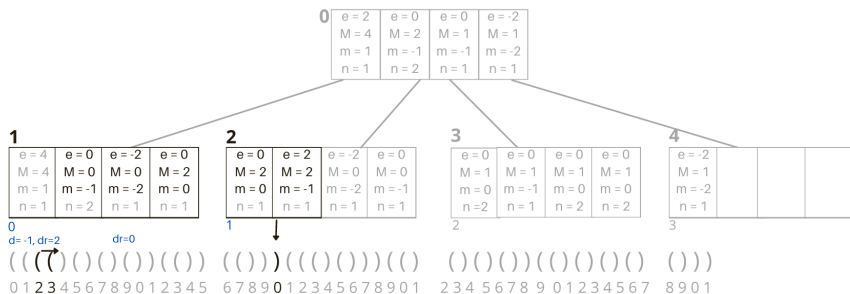 0
e = 2 e = 0 e = 0 e = -2
M = 4 M = 2 M = 1 M = 1
m = 1 m = -1 m = -1 m = -2
n = 1 n = 2 n = 1 n = 1
1 2 3 4
e = 4 e = 0 e = -2 e = 0 e = 0 e = 2 e = -2 e = 0 e = 0 e = 0 e = 0 e = 0 e = -2
M = 4 M = 0 M = 0 M = 2 M = 2 M = 2 M = 0 M = 0 M = 1 M = 1 M = 1 M = 1 M = 1
m = 1 m = -1 m = -2 m = 0 m = 0 m = -1 m = -2 m = -1 m = 0 m = -1 m = 0 m = 0 m = -2
n = 1 n = 2 n = 1 n = 1 n = 1 n = 1 n = 1 n = 1 n =2 n = 1 n = 2 n = 2 n = 1
0 1 2 3
d= -1, dr=2 dr=0
0 1 2 3 4 5 6 7 8 9 0 1 2 3 4 5 6 7 8 9 0 1 2 3 4 5 6 7 8 9 0 1 2 3 4 5 6 7 8 9 0 1 2 3 4 5 6 7 8 9 0 1